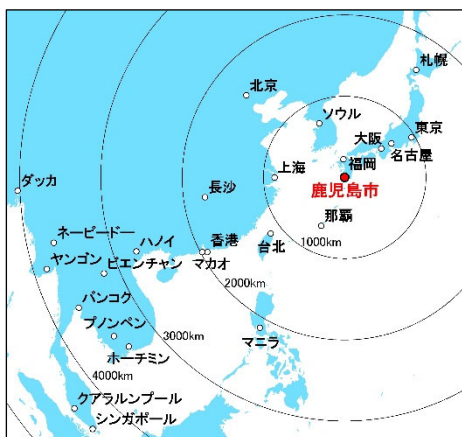 札幌
北京
ソウル
東京
大阪
名古屋
福岡
上海
鹿児島市
ダッカ
長沙
那覇
ネーピードー
ハノイ
香港
台北
1000km
ヤンゴン
ビエンチャン
マカオ
2000km
バンコク
プノンペン
3000km
マニラ
ホーチミン
4000km
クアラルンプール
シンガポール